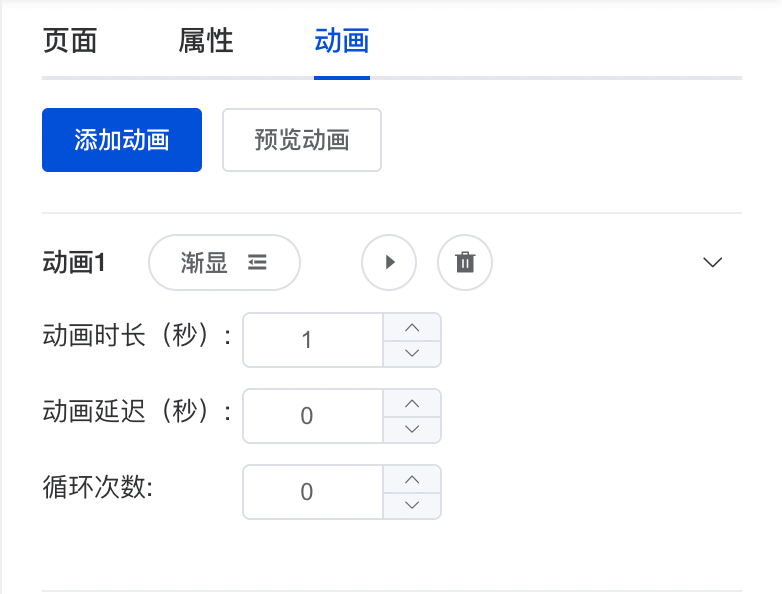 页面 属性 动画
添加动画 预览动画
动画1 渐显
动画时长（秒）: 1
动画延迟（秒）: 0
循环次数: 0